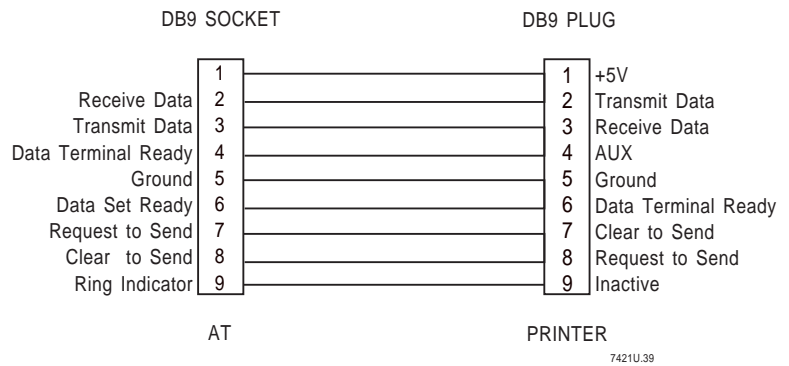 DB9 SOCKET DB9 PLUG
1 1 +5V
Receive Data 2 2 Transmit Data
Transmit Data 3 3 Receive Data
Data Terminal Ready 4 4 AUX
Ground 5 5 Ground
Data Set Ready 6 6 Data Terminal Ready
Request to Send 7 7 Clear to Send
Clear to Send 8 8 Request to Send
Ring Indicator 9 9 Inactive
AT PRINTER
7421U.39